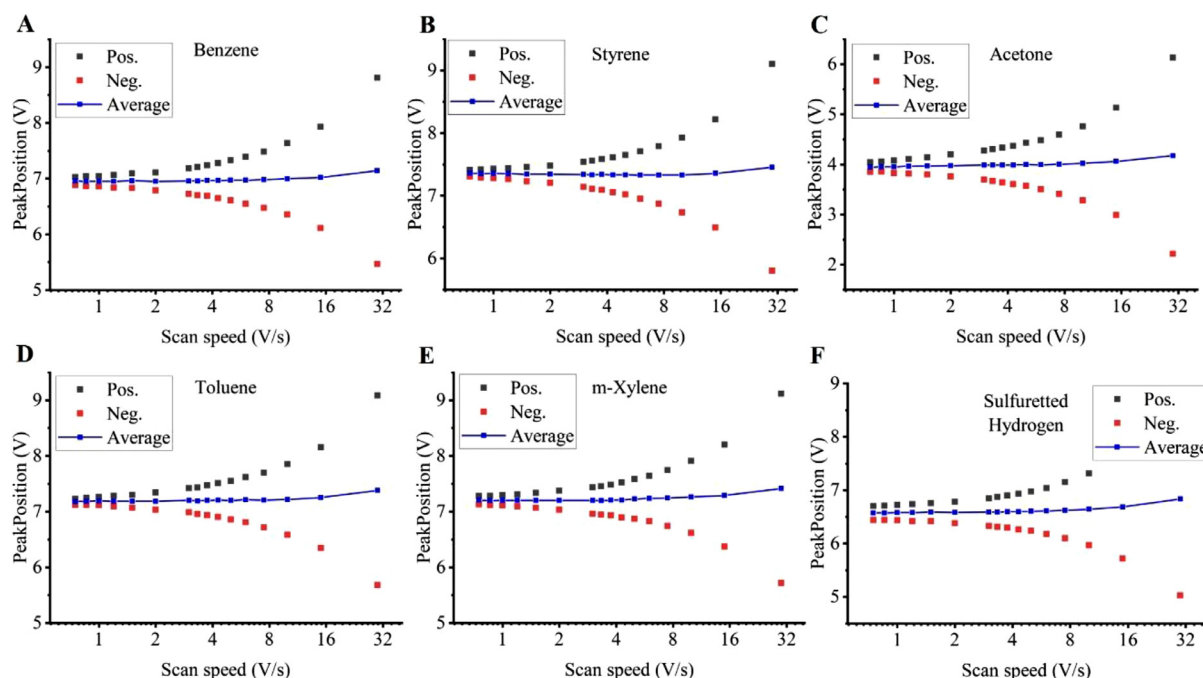 A
Benzene
Pos.
Neg.
Average
PeakPosition (V)
9
8
7
6
5
1 2 4 8 16 32
Scan speed (V/s)
B
Styrene
Pos.
Neg.
Average
PeakPosition (V)
9
8
7
6
1 2 4 8 16 32
Scan speed (V/s)
C
Acetone
Pos.
Neg.
Average
PeakPosition (V)
6
5
4
3
2
1 2 4 8 16 32
Scan speed (V/s)
D
Toluene
Pos.
Neg.
Average
PeakPosition (V)
9
8
7
6
5
1 2 4 8 16 32
Scan speed (V/s)
E
m-Xylene
Pos.
Neg.
Average
PeakPosition (V)
9
8
7
6
5
1 2 4 8 16 32
Scan speed (V/s)
F
Sulfuretted
Hydrogen
Pos.
Neg.
Average
PeakPosition (V)
9
8
7
6
5
1 2 4 8 16 32
Scan speed (V/s)